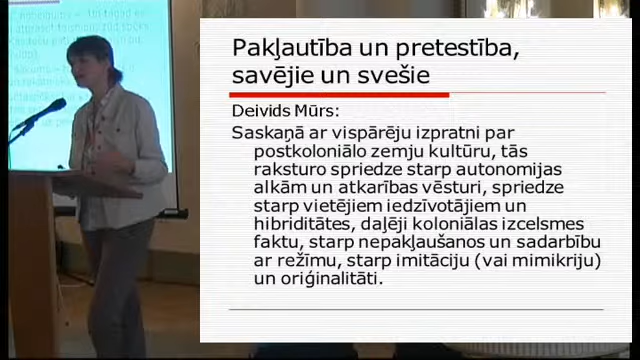 Pakļautība un pretestība,
savējie un svešie
Deivids Mūrs:
Saskaņā ar vispārēju izpratni par
postkoloniālo zemju kultūru, tās
raksturo spriedze starp autonomijas
alkām un atkarības vēsturi, spriedze
starp vietējiem iedzīvotājiem un
hibriditātes, daļēji koloniālas izcelsmes
faktu, starp nepakļaušanos un sadarbību
ar režīmu, starp imitāciju (vai mimikriju)
un oriģinalitāti.